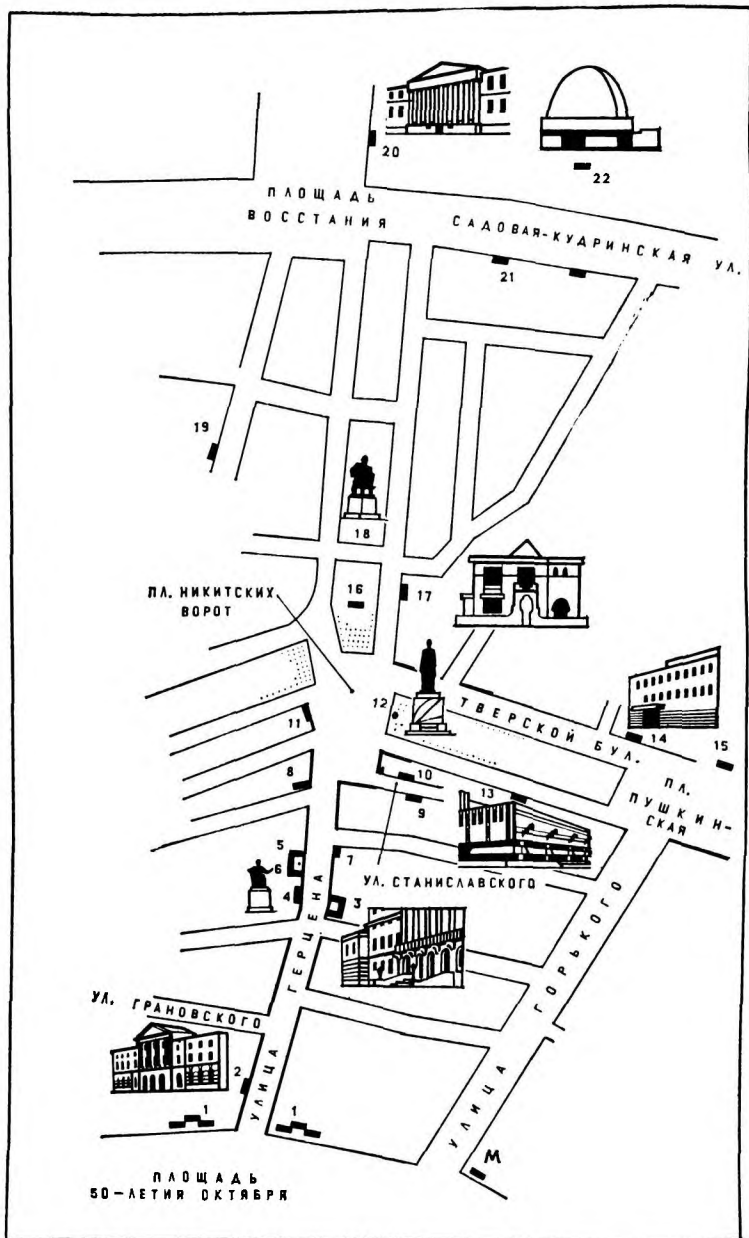 20
22
ПЛОЩАДЬ
ВОССТАНИЯ
САДОВАЯ-КУДРИНСКАЯ УЛ.
21
19
18
ПЛ. НИКИТСКИХ
ВОРОТ
16
17
12
ТВЕРСКОЙ БУЛ.
14
15
11
ПЛ.
ПУШКИН-
СКАЯ
8
10
13
9
5
6
7
УЛ. СТАНИСЛАВСКОГО
4
3
УЛИЦА ГЕРЦЕНА
УЛИЦА ГОРЬКОГО
УЛ. ГРАНОВСКОГО
2
1
1
М
ПЛОЩАДЬ
50-ЛЕТИЯ ОКТЯБРЯ